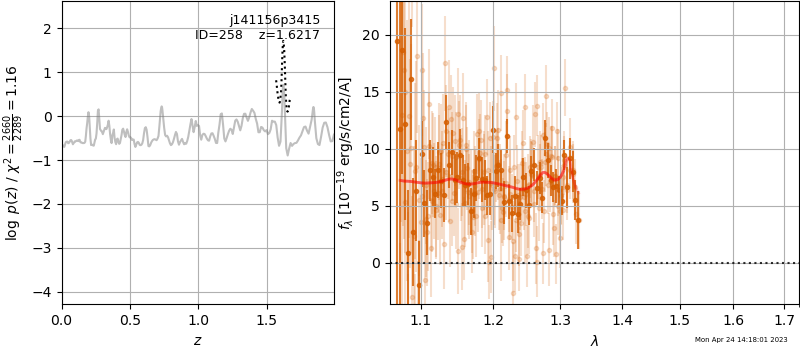 j141156p3415
ID=258 z=1.6217
log p(z) / χ² = 2660/2289 = 1.16
2
1
0
−1
−2
−3
−4
0.0 0.5 1.0 1.5
z
fλ [10⁻¹⁹ erg/s/cm2/A]
20
15
10
5
0
1.1 1.2 1.3 1.4 1.5 1.6 1.7
λ
Mon Apr 24 14:18:01 2023